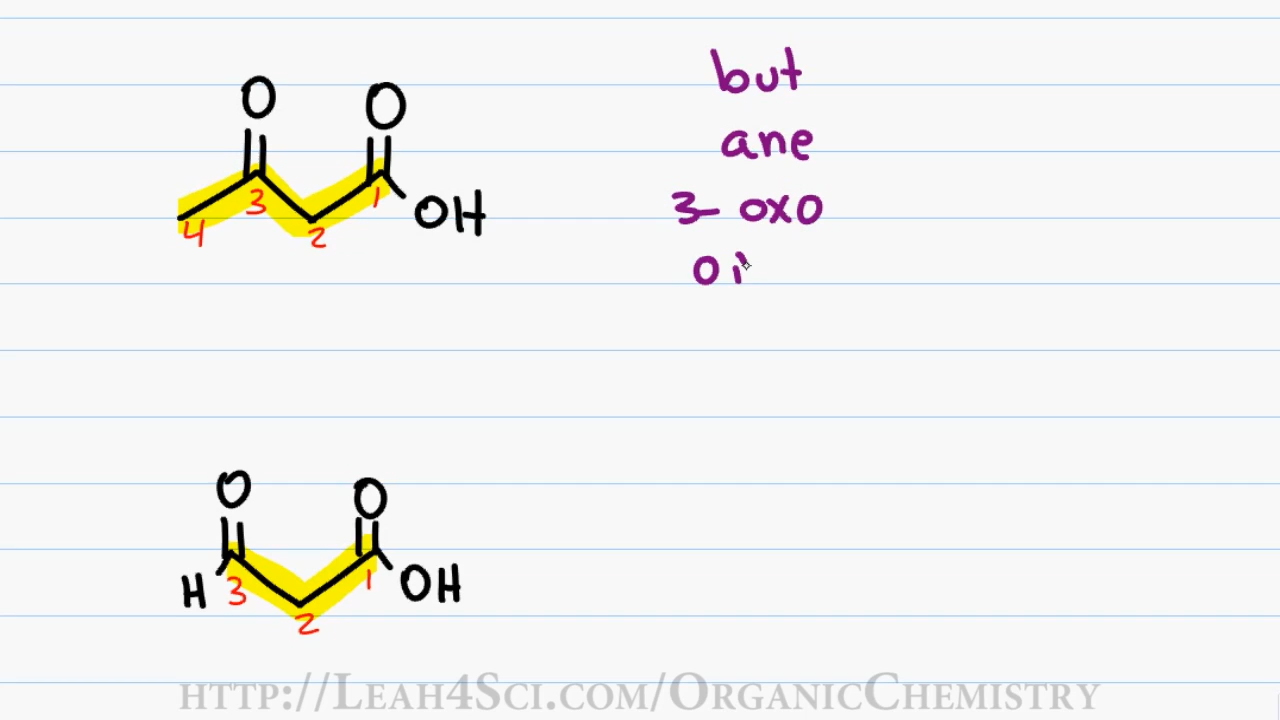 but
ane
3- oxo
oi
O O
OH
4 3 2 1
O O
H OH
3 2 1
HTTP://LEAH4SCI.COM/ORGANICCHEMISTRY